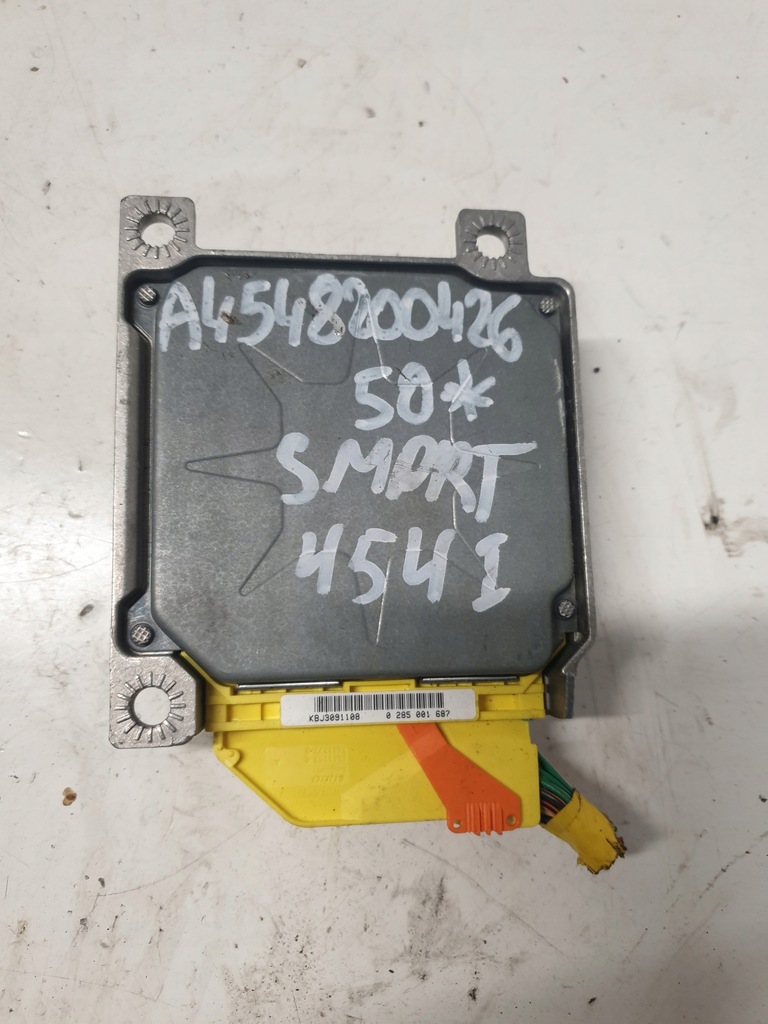 A4548200426
50*
SMART
454 I
KBJ3091108 0 285 001 687